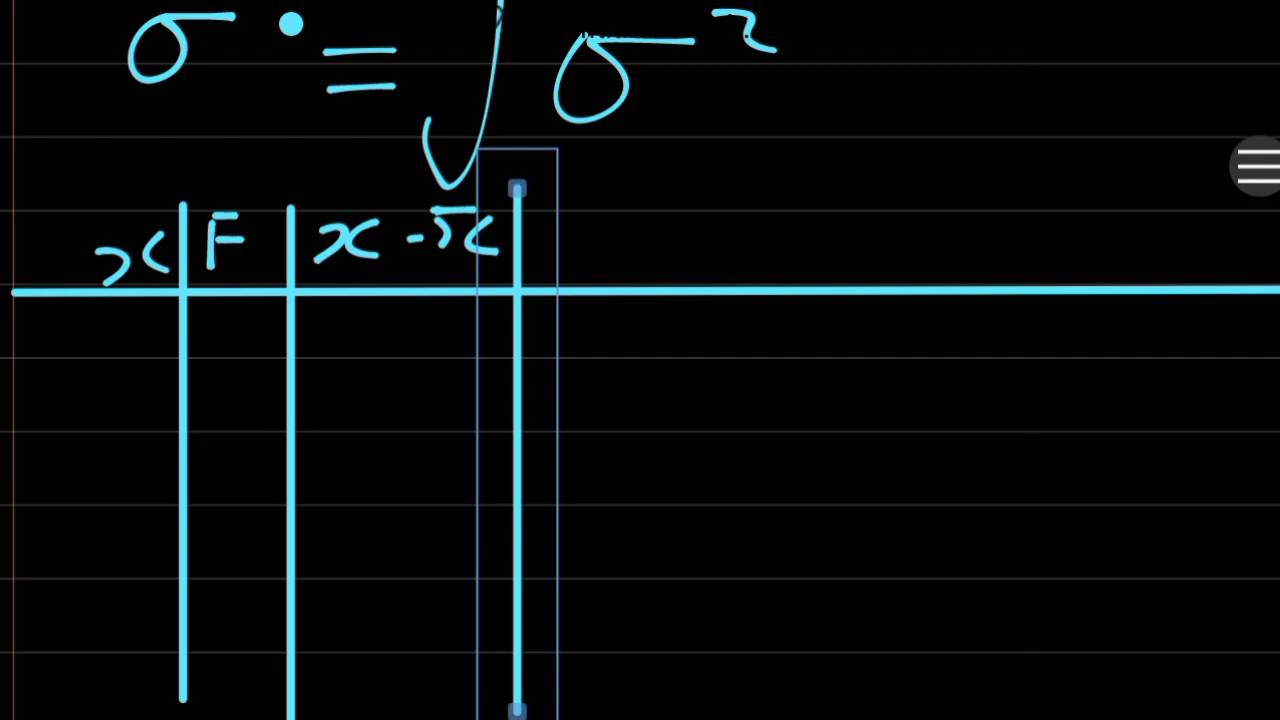 σ = √σ²
x F x - x̄